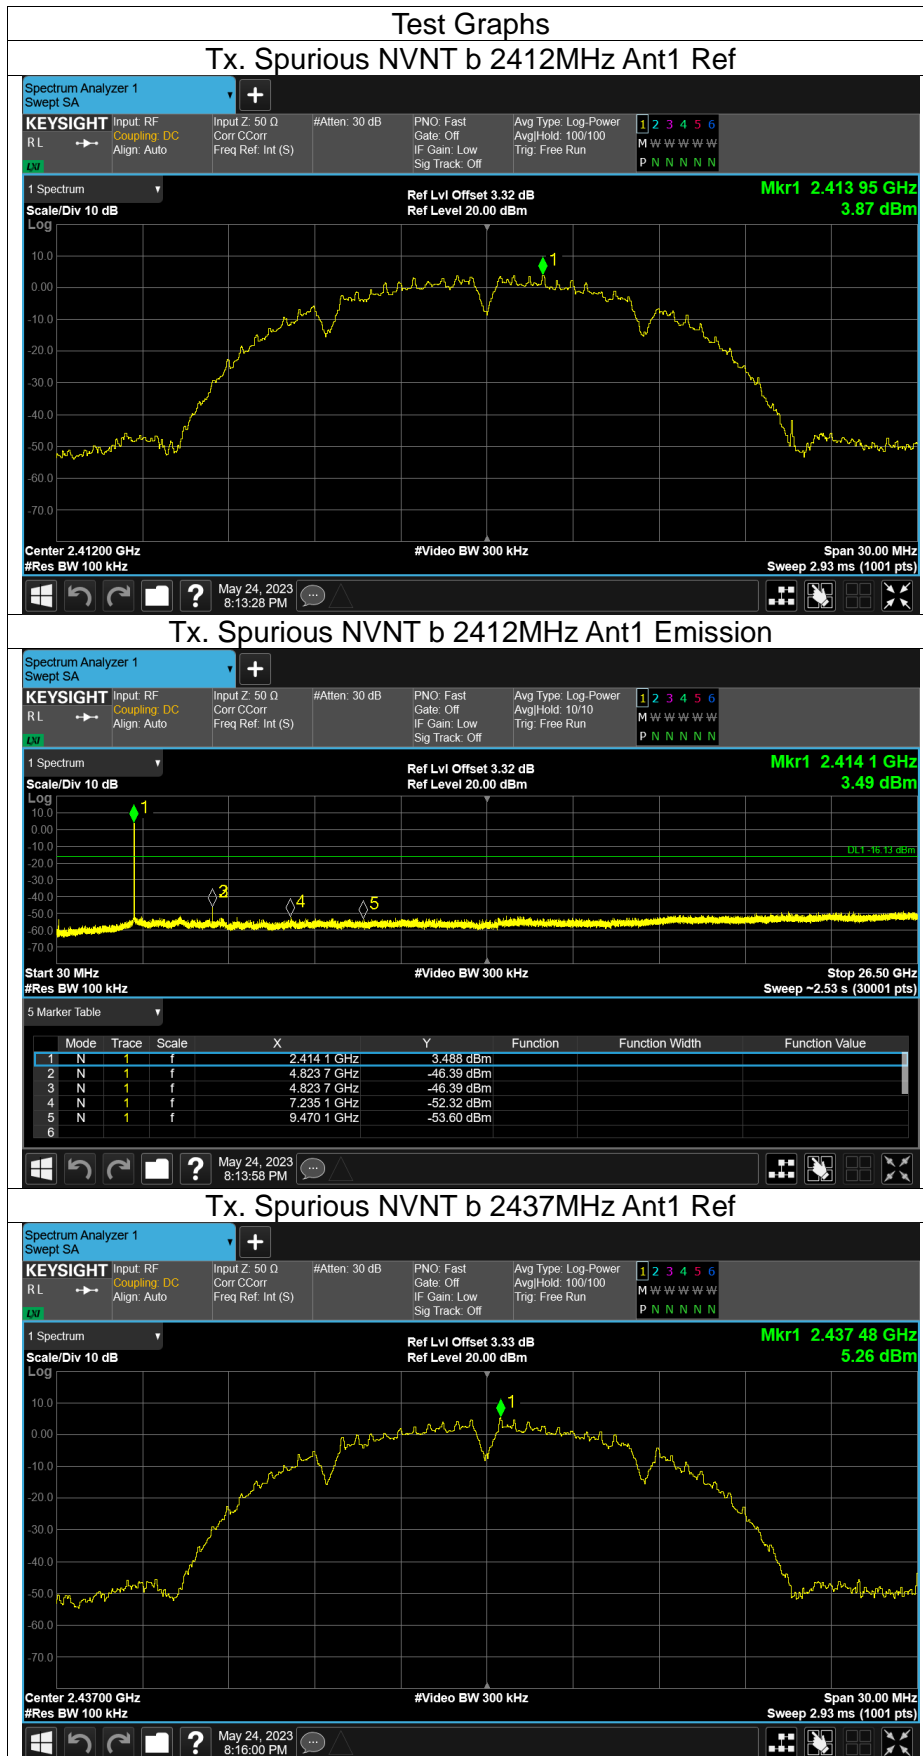 Test Graphs
Tx. Spurious NVNT b 2412MHz Ant1 Ref
Spectrum Analyzer 1
Swept SA
+
KEYSIGHT Input: RF Input Z: 50 Ω #Atten: 30 dB PNO: Fast Avg Type: Log-Power 1 2 3 4 5 6
RL Coupling: DC Corr CCorr Gate: Off Avg|Hold: 100/100 M W W W W W
Align: Auto Freq Ref: Int (S) IF Gain: Low Trig: Free Run
LXI Sig Track: Off P N N N N N
1 Spectrum Ref Lvl Offset 3.32 dB Mkr1 2.413 95 GHz
Scale/Div 10 dB Ref Level 20.00 dBm 3.87 dBm
Log
10.0
1
0.00
-10.0
-20.0
-30.0
-40.0
-50.0
-60.0
-70.0
Center 2.41200 GHz #Video BW 300 kHz Span 30.00 MHz
#Res BW 100 kHz Sweep 2.93 ms (1001 pts)
? May 24, 2023
8:13:28 PM
Tx. Spurious NVNT b 2412MHz Ant1 Emission
Spectrum Analyzer 1
Swept SA
+
KEYSIGHT Input: RF Input Z: 50 Ω #Atten: 30 dB PNO: Fast Avg Type: Log-Power 1 2 3 4 5 6
RL Coupling: DC Corr CCorr Gate: Off Avg|Hold: 10/10 M W W W W W
Align: Auto Freq Ref: Int (S) IF Gain: Low Trig: Free Run
LXI Sig Track: Off P N N N N N
1 Spectrum Ref Lvl Offset 3.32 dB Mkr1 2.414 1 GHz
Scale/Div 10 dB Ref Level 20.00 dBm 3.49 dBm
Log
10.0 1
0.00
-10.0 DL1 -16.13 dBm
-20.0
-30.0
-40.0 3 4 5
-50.0
-60.0
-70.0
Start 30 MHz #Video BW 300 kHz Stop 26.50 GHz
#Res BW 100 kHz Sweep ~2.53 s (30001 pts)
5 Marker Table
Mode Trace Scale X Y Function Function Width Function Value
1 N 1 f 2.414 1 GHz 3.488 dBm
2 N 1 f 4.823 7 GHz -46.39 dBm
3 N 1 f 4.823 7 GHz -46.39 dBm
4 N 1 f 7.235 1 GHz -52.32 dBm
5 N 1 f 9.470 1 GHz -53.60 dBm
6
? May 24, 2023
8:13:58 PM
Tx. Spurious NVNT b 2437MHz Ant1 Ref
Spectrum Analyzer 1
Swept SA
+
KEYSIGHT Input: RF Input Z: 50 Ω #Atten: 30 dB PNO: Fast Avg Type: Log-Power 1 2 3 4 5 6
RL Coupling: DC Corr CCorr Gate: Off Avg|Hold: 100/100 M W W W W W
Align: Auto Freq Ref: Int (S) IF Gain: Low Trig: Free Run
LXI Sig Track: Off P N N N N N
1 Spectrum Ref Lvl Offset 3.33 dB Mkr1 2.437 48 GHz
Scale/Div 10 dB Ref Level 20.00 dBm 5.26 dBm
Log
10.0 1
0.00
-10.0
-20.0
-30.0
-40.0
-50.0
-60.0
-70.0
Center 2.43700 GHz #Video BW 300 kHz Span 30.00 MHz
#Res BW 100 kHz Sweep 2.93 ms (1001 pts)
? May 24, 2023
8:16:00 PM